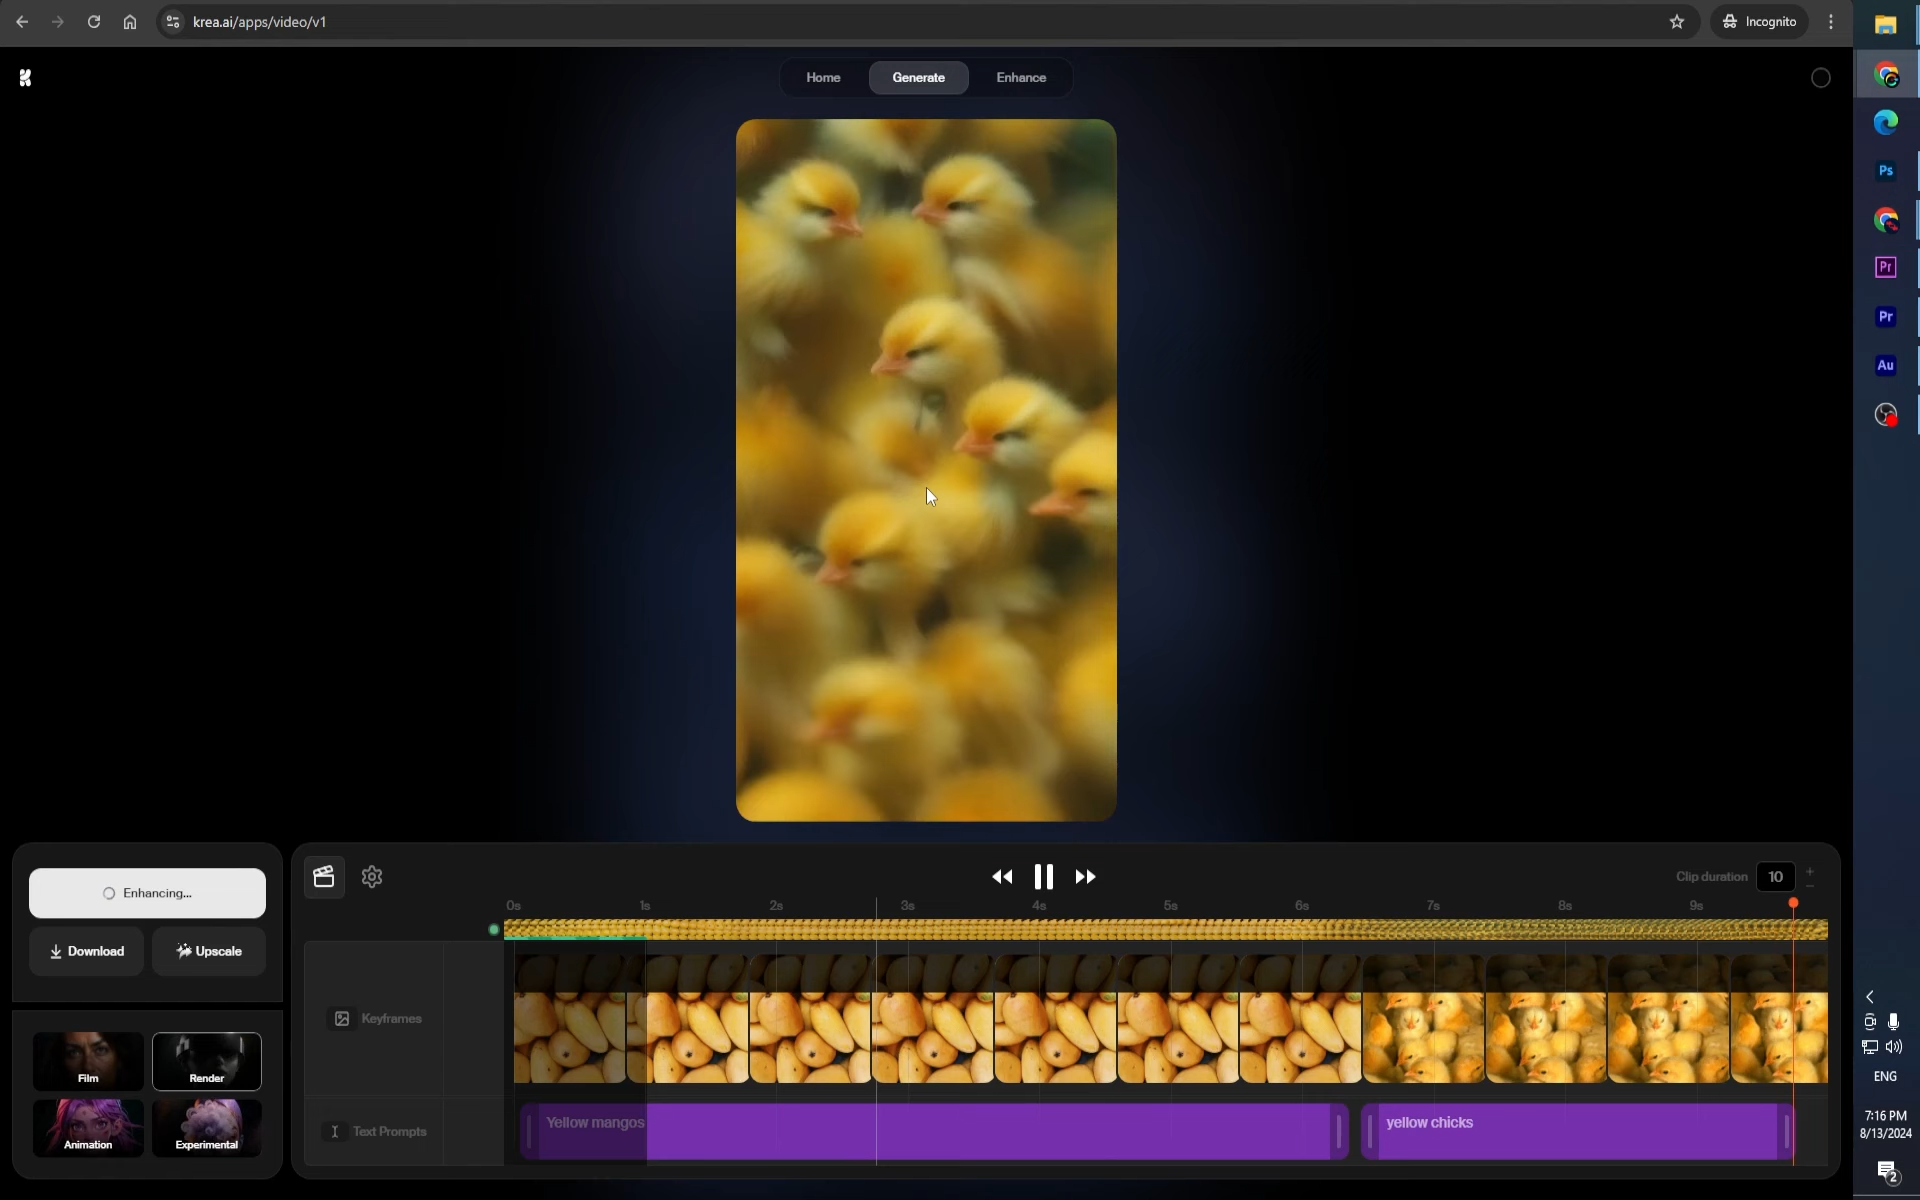 krea.ai/apps/video/v1
Incognito
Home
Generate
Enhance
Ps
Pr
Pr
Au
Enhancing...
Download
Upscale
Film
Render
Animation
Experimental
Clip duration
10
+
−
0s
1s
2s
3s
4s
5s
6s
7s
8s
9s
Keyframes
Text Prompts
Yellow mangos
yellow chicks
ENG
7:16 PM
8/13/2024
2